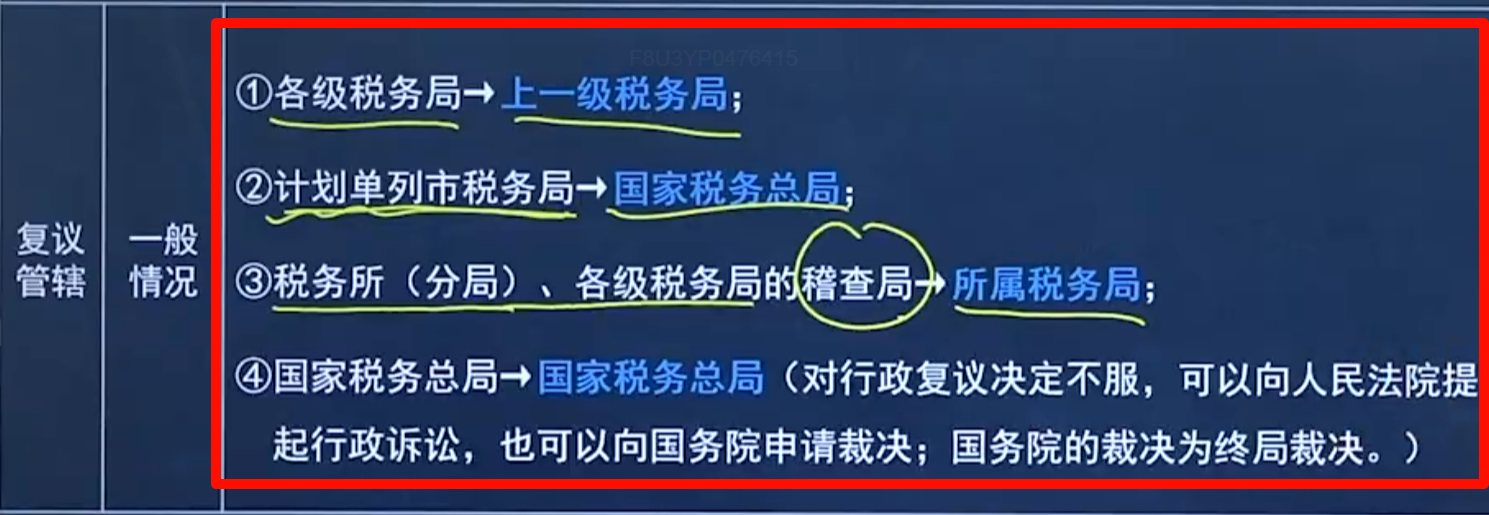 F8U3YP0476415
①各级税务局→上一级税务局；
②计划单列市税务局→国家税务总局；
复议
管辖
一般
情况
③税务所（分局）、各级税务局的稽查局→所属税务局；
④国家税务总局→国家税务总局（对行政复议决定不服，可以向人民法院提
起行政诉讼，也可以向国务院申请裁决；国务院的裁决为终局裁决。）